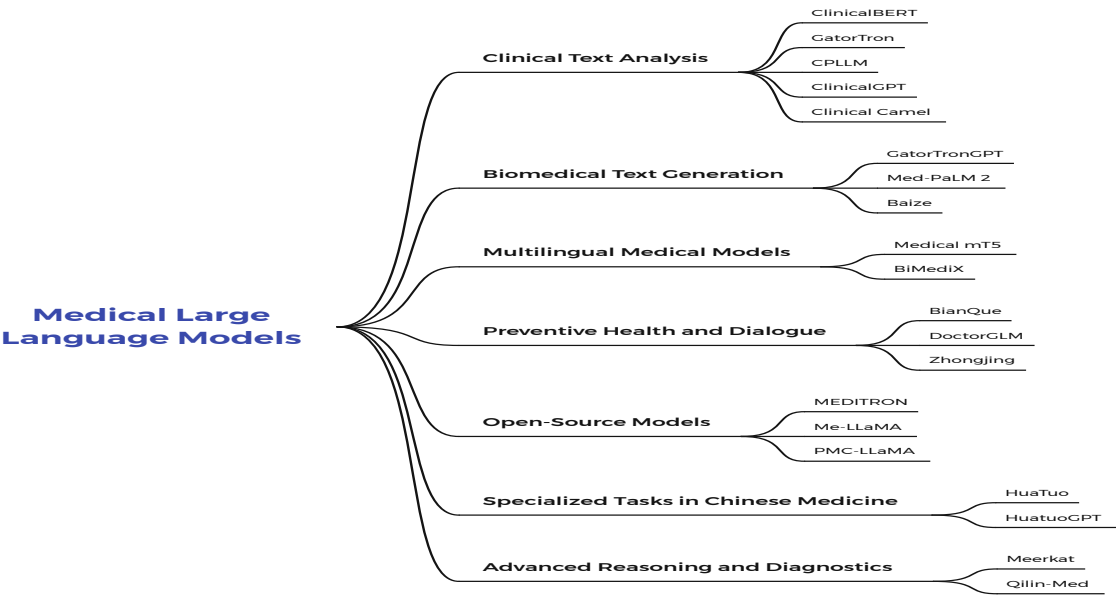 Medical Large
Language Models
Clinical Text Analysis
ClinicalBERT
GatorTron
CPLLM
ClinicalGPT
Clinical Camel
Biomedical Text Generation
GatorTronGPT
Med-PaLM 2
Baize
Multilingual Medical Models
Medical mT5
BiMediX
Preventive Health and Dialogue
BianQue
DoctorGLM
Zhongjing
Open-Source Models
MEDITRON
Me-LLaMA
PMC-LLaMA
Specialized Tasks in Chinese Medicine
HuaTuo
HuatuoGPT
Advanced Reasoning and Diagnostics
Meerkat
Qilin-Med